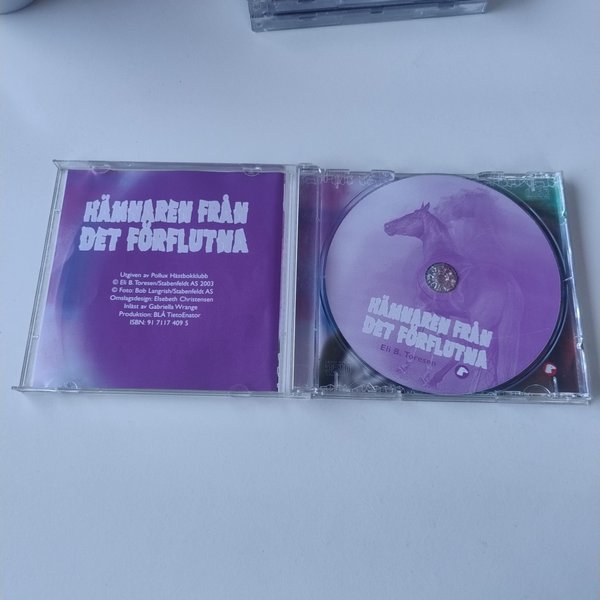 HÄMNAREN FRÅN
DET FÖRFLUTNA
Utgiven av Pollux Hästbokklubb
© Eli B. Toresen/Stabenfeldt AS 2003
© Foto: Bob Langrish/Stabenfeldt AS
Omslagsdesign: Elsebeth Christensen
Inläst av Gabriella Wrange
Produktion: BLÅ TietoEnator
ISBN: 91 7117 409 5
HÄMNAREN FRÅN
DET FÖRFLUTNA
Eli B. Toresen